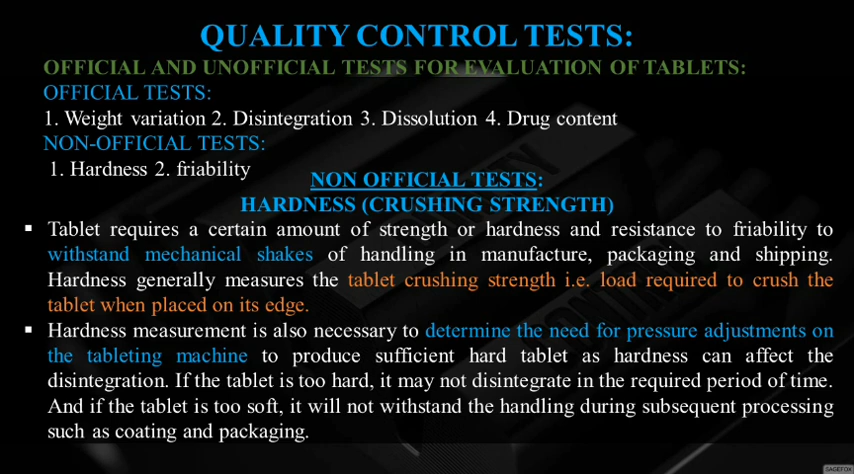 QUALITY CONTROL TESTS:
OFFICIAL AND UNOFFICIAL TESTS FOR EVALUATION OF TABLETS:
OFFICIAL TESTS:
1. Weight variation 2. Disintegration 3. Dissolution 4. Drug content
NON-OFFICIAL TESTS:
1. Hardness 2. friability
NON OFFICIAL TESTS:
HARDNESS (CRUSHING STRENGTH)
▪ Tablet requires a certain amount of strength or hardness and resistance to friability to
withstand mechanical shakes of handling in manufacture, packaging and shipping.
Hardness generally measures the tablet crushing strength i.e. load required to crush the
tablet when placed on its edge.
▪ Hardness measurement is also necessary to determine the need for pressure adjustments on
the tableting machine to produce sufficient hard tablet as hardness can affect the
disintegration. If the tablet is too hard, it may not disintegrate in the required period of time.
And if the tablet is too soft, it will not withstand the handling during subsequent processing
such as coating and packaging.
SAGEFOX